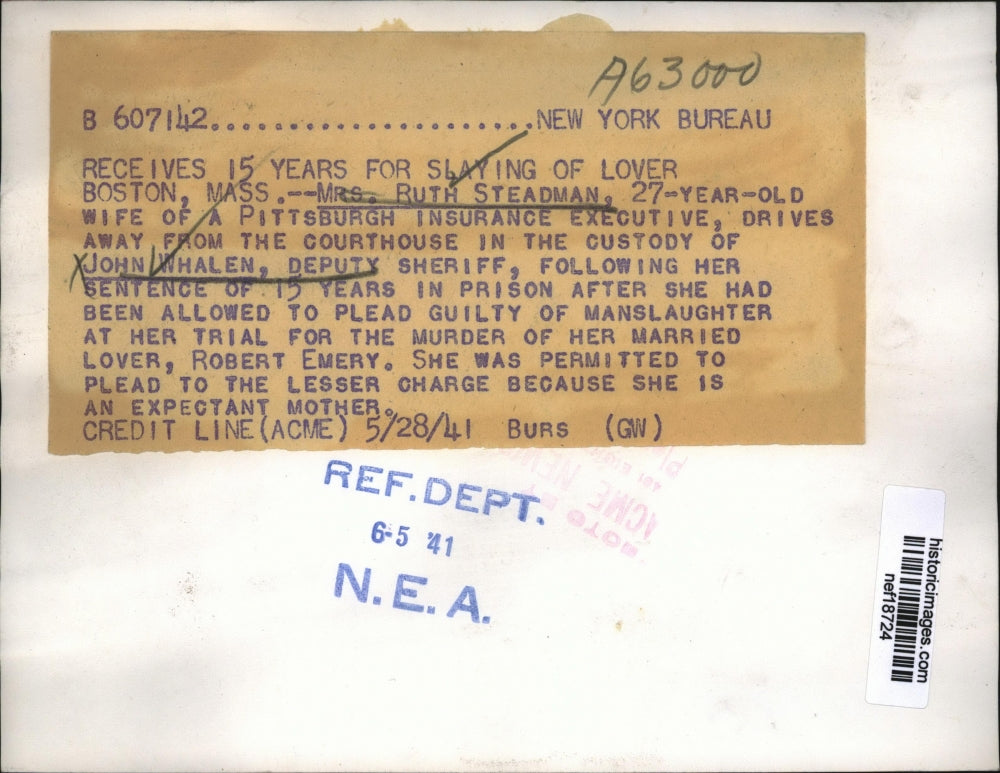 A63000
B 607142.......................NEW YORK BUREAU
RECEIVES 15 YEARS FOR SLAYING OF LOVER
BOSTON, MASS.--MRS. RUTH STEADMAN, 27-YEAR-OLD
WIFE OF A PITTSBURGH INSURANCE EXECUTIVE, DRIVES
AWAY FROM THE COURTHOUSE IN THE CUSTODY OF
X JOHN WHALEN, DEPUTY SHERIFF, FOLLOWING HER
SENTENCE OF 15 YEARS IN PRISON AFTER SHE HAD
BEEN ALLOWED TO PLEAD GUILTY OF MANSLAUGHTER
AT HER TRIAL FOR THE MURDER OF HER MARRIED
LOVER, ROBERT EMERY. SHE WAS PERMITTED TO
PLEAD TO THE LESSER CHARGE BECAUSE SHE IS
AN EXPECTANT MOTHER.
CREDIT LINE(ACME) 5/28/41 BURS (GW)
ACME
REF.DEPT.
6-5 '41
N.E.A.
historicimages.com
nef18724